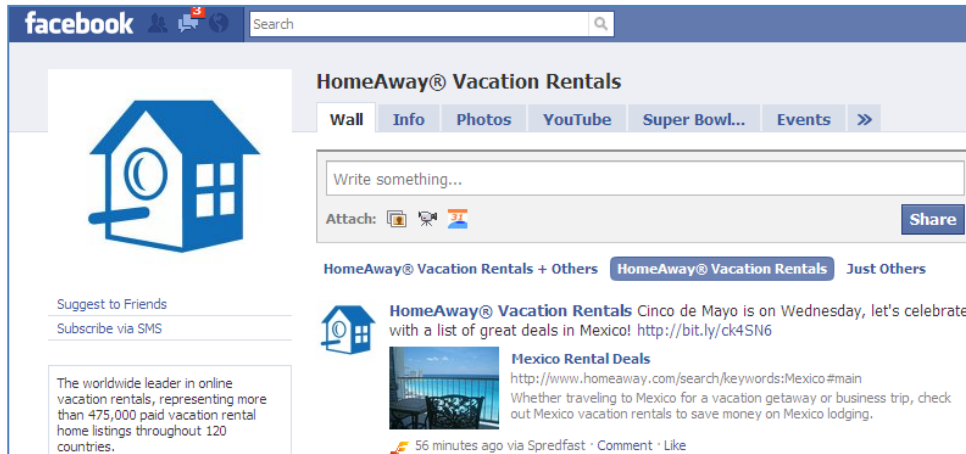 facebook
3
Search
HomeAway® Vacation Rentals
Wall Info Photos YouTube Super Bowl... Events »
Write something...
Attach: 31
Share
HomeAway® Vacation Rentals + Others HomeAway® Vacation Rentals Just Others
Suggest to Friends
Subscribe via SMS
The worldwide leader in online
vacation rentals, representing more
than 475,000 paid vacation rental
home listings throughout 120
countries.
HomeAway® Vacation Rentals Cinco de Mayo is on Wednesday, let's celebrate
with a list of great deals in Mexico! http://bit.ly/ck4SN6
Mexico Rental Deals
http://www.homeaway.com/search/keywords:Mexico#main
Whether traveling to Mexico for a vacation getaway or business trip, check
out Mexico vacation rentals to save money on Mexico lodging.
56 minutes ago via Spredfast · Comment · Like